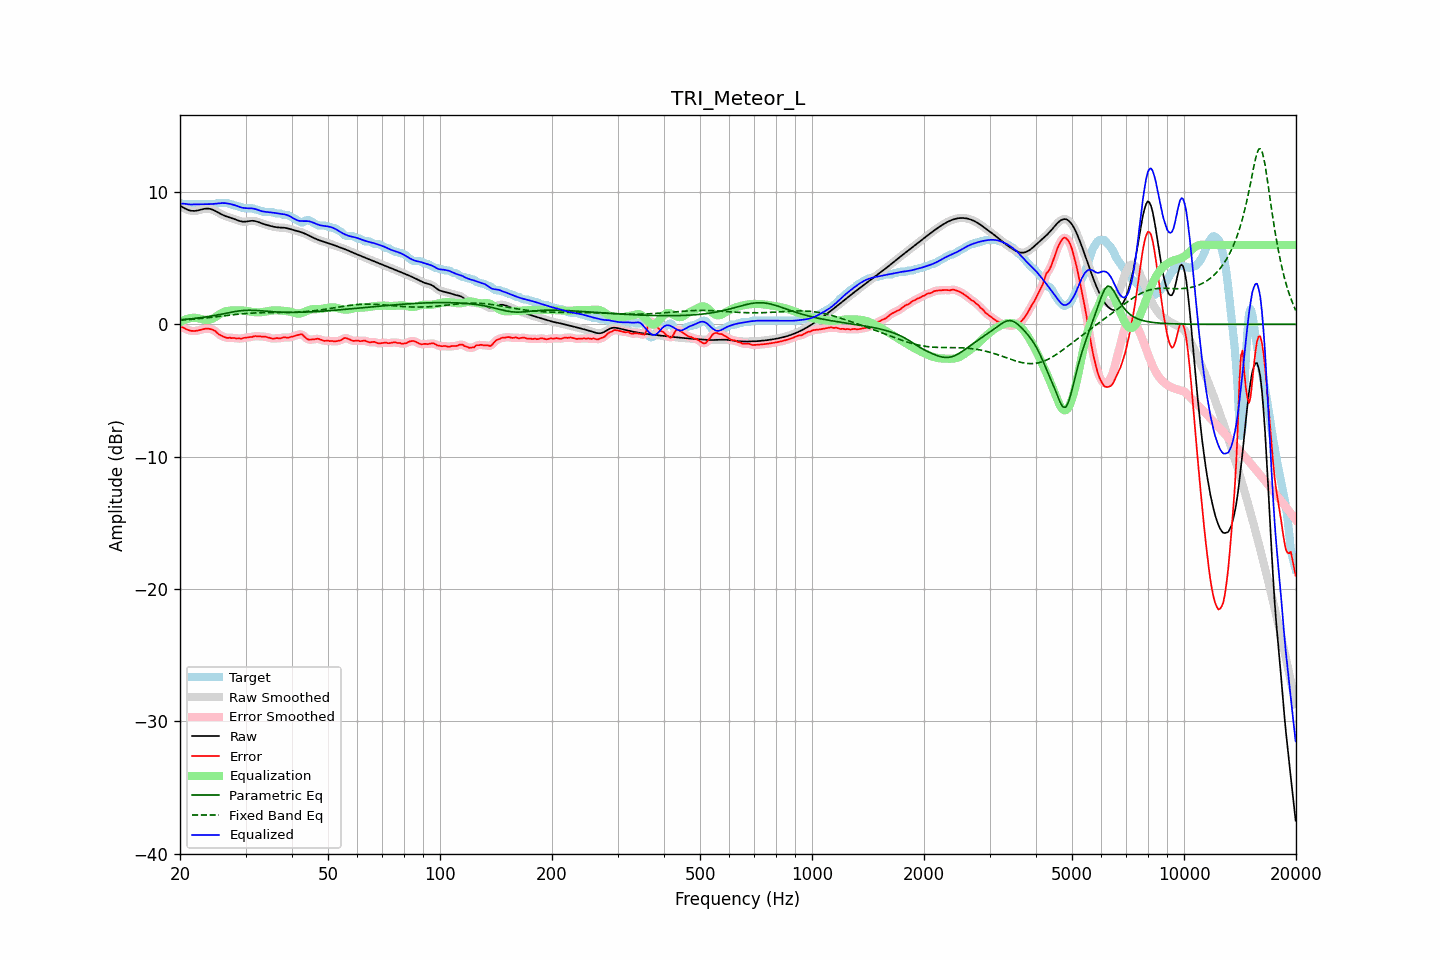 TRI_Meteor_L
Amplitude (dBr)
10
0
−10
−20
−30
−40
Target
Raw Smoothed
Error Smoothed
Raw
Error
Equalization
Parametric Eq
Fixed Band Eq
Equalized
20
50
100
200
500
1000
2000
5000
10000
20000
Frequency (Hz)